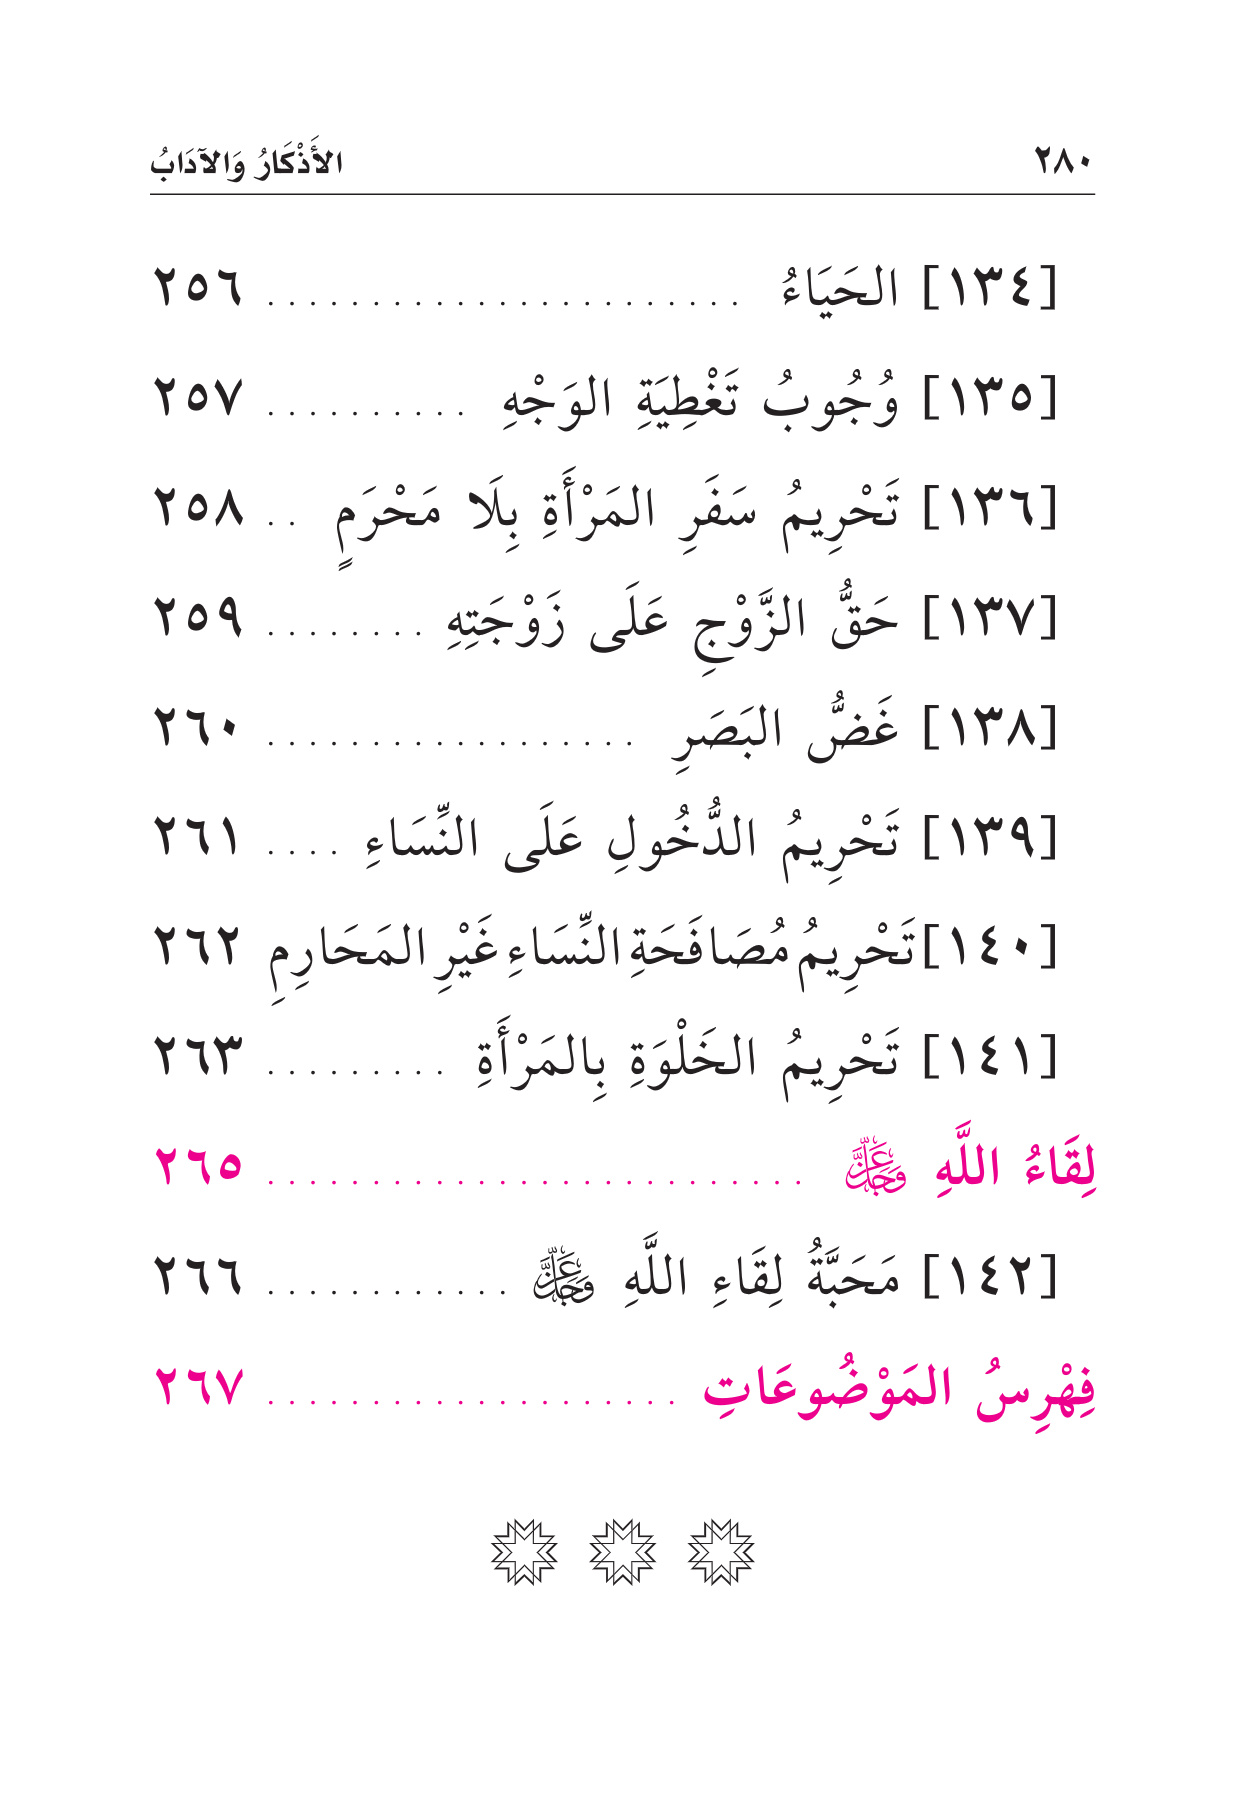 ٢٨٠ الأَذْكَارُ وَالآدَابُ
[١٣٤] الحَيَاءُ . . . . . . . . . . . . . . . . . . . . . . . ٢٥٦
[١٣٥] وُجُوبُ تَغْطِيَةِ الوَجْهِ . . . . . . . . . . ٢٥٧
[١٣٦] تَحْرِيمُ سَفَرِ المَرْأَةِ بِلَا مَحْرَمٍ . . ٢٥٨
[١٣٧] حَقُّ الزَّوْجِ عَلَى زَوْجَتِهِ . . . . . . . . ٢٥٩
[١٣٨] غَضُّ البَصَرِ . . . . . . . . . . . . . . . . . . ٢٦٠
[١٣٩] تَحْرِيمُ الدُّخُولِ عَلَى النِّسَاءِ . . . . ٢٦١
[١٤٠] تَحْرِيمُ مُصَافَحَةِ النِّسَاءِ غَيْرِ المَحَارِمِ ٢٦٢
[١٤١] تَحْرِيمُ الخَلْوَةِ بِالمَرْأَةِ . . . . . . . . . ٢٦٣
لِقَاءُ اللَّهِ عَزَّ وَجَلَّ . . . . . . . . . . . . . . . . . . . . . . . . . . ٢٦٥
[١٤٢] مَحَبَّةُ لِقَاءِ اللَّهِ عَزَّ وَجَلَّ . . . . . . . . . . . . ٢٦٦
فِهْرِسُ المَوْضُوعَاتِ . . . . . . . . . . . . . . . . . . . . ٢٦٧